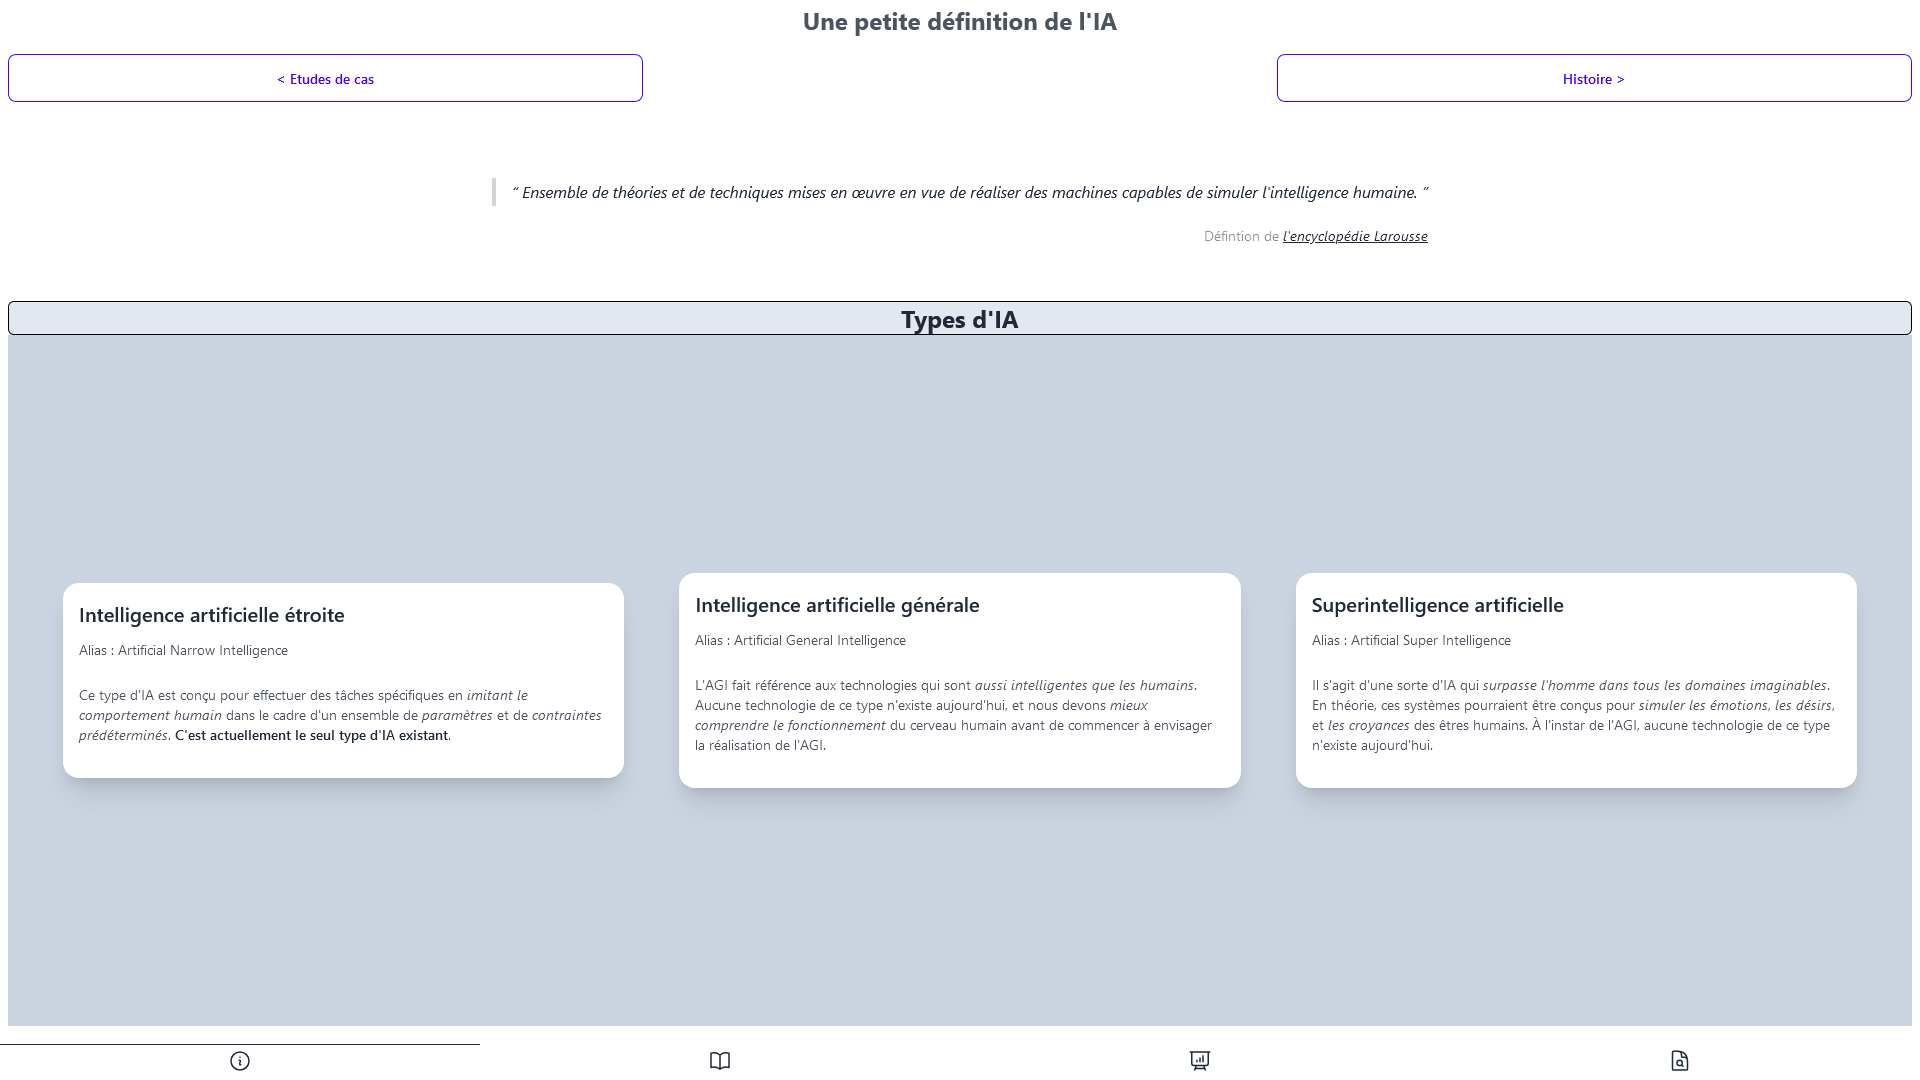 Une petite définition de l'IA
< Etudes de cas
Histoire >
“ Ensemble de théories et de techniques mises en œuvre en vue de réaliser des machines capables de simuler l'intelligence humaine. ”
Défintion de l'encyclopédie Larousse
Types d'IA
Intelligence artificielle étroite
Alias : Artificial Narrow Intelligence
Ce type d'IA est conçu pour effectuer des tâches spécifiques en imitant le
comportement humain dans le cadre d'un ensemble de paramètres et de contraintes
prédéterminés. C'est actuellement le seul type d'IA existant.
Intelligence artificielle générale
Alias : Artificial General Intelligence
L'AGI fait référence aux technologies qui sont aussi intelligentes que les humains.
Aucune technologie de ce type n'existe aujourd'hui, et nous devons mieux
comprendre le fonctionnement du cerveau humain avant de commencer à envisager
la réalisation de l'AGI.
Superintelligence artificielle
Alias : Artificial Super Intelligence
Il s'agit d'une sorte d'IA qui surpasse l'homme dans tous les domaines imaginables.
En théorie, ces systèmes pourraient être conçus pour simuler les émotions, les désirs,
et les croyances des êtres humains. À l'instar de l'AGI, aucune technologie de ce type
n'existe aujourd'hui.